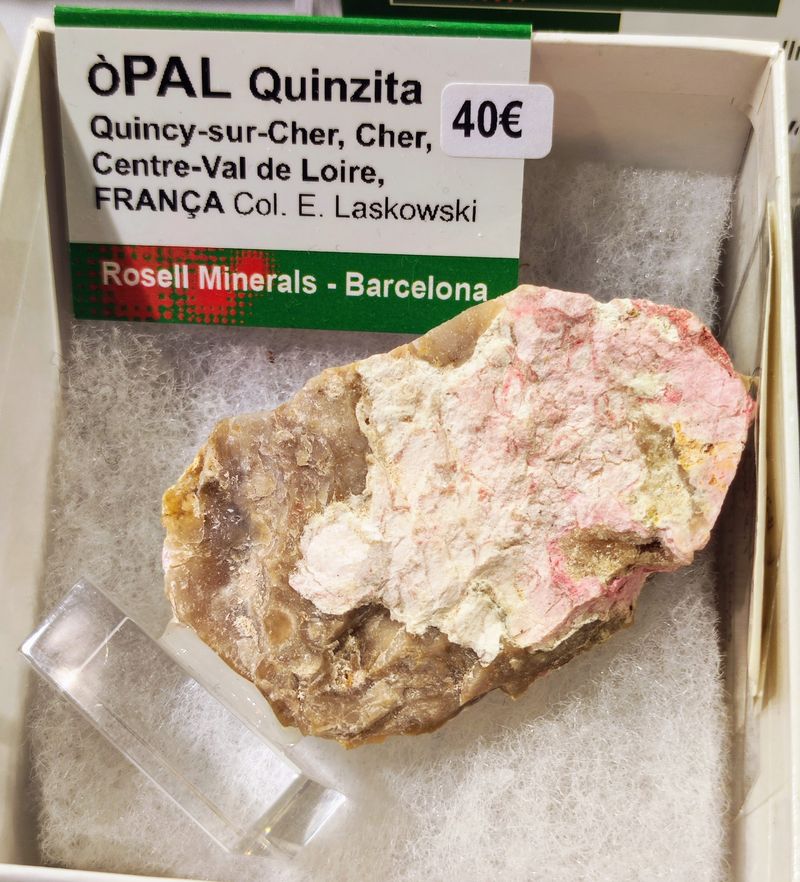 òPAL Quinzita
40€
Quincy-sur-Cher, Cher,
Centre-Val de Loire,
FRANÇA Col. E. Laskowski
Rosell Minerals - Barcelona